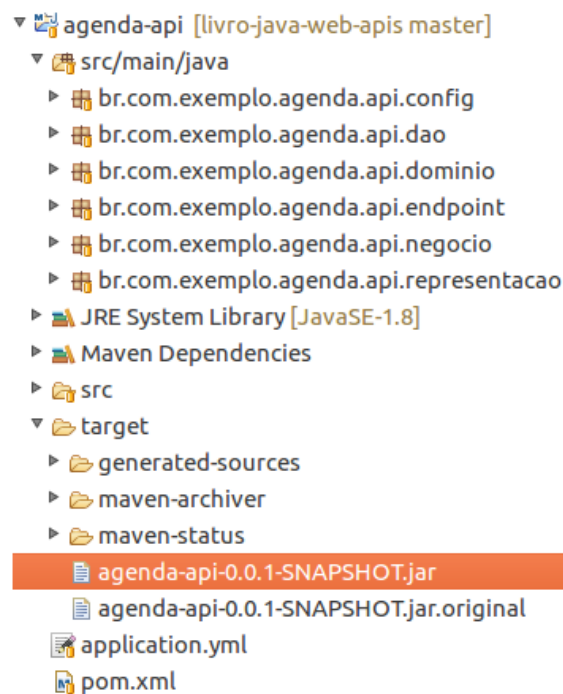 agenda-api [livro-java-web-apis master]
src/main/java
br.com.exemplo.agenda.api.config
br.com.exemplo.agenda.api.dao
br.com.exemplo.agenda.api.dominio
br.com.exemplo.agenda.api.endpoint
br.com.exemplo.agenda.api.negocio
br.com.exemplo.agenda.api.representacao
JRE System Library [JavaSE-1.8]
Maven Dependencies
src
target
generated-sources
maven-archiver
maven-status
agenda-api-0.0.1-SNAPSHOT.jar
agenda-api-0.0.1-SNAPSHOT.jar.original
application.yml
pom.xml